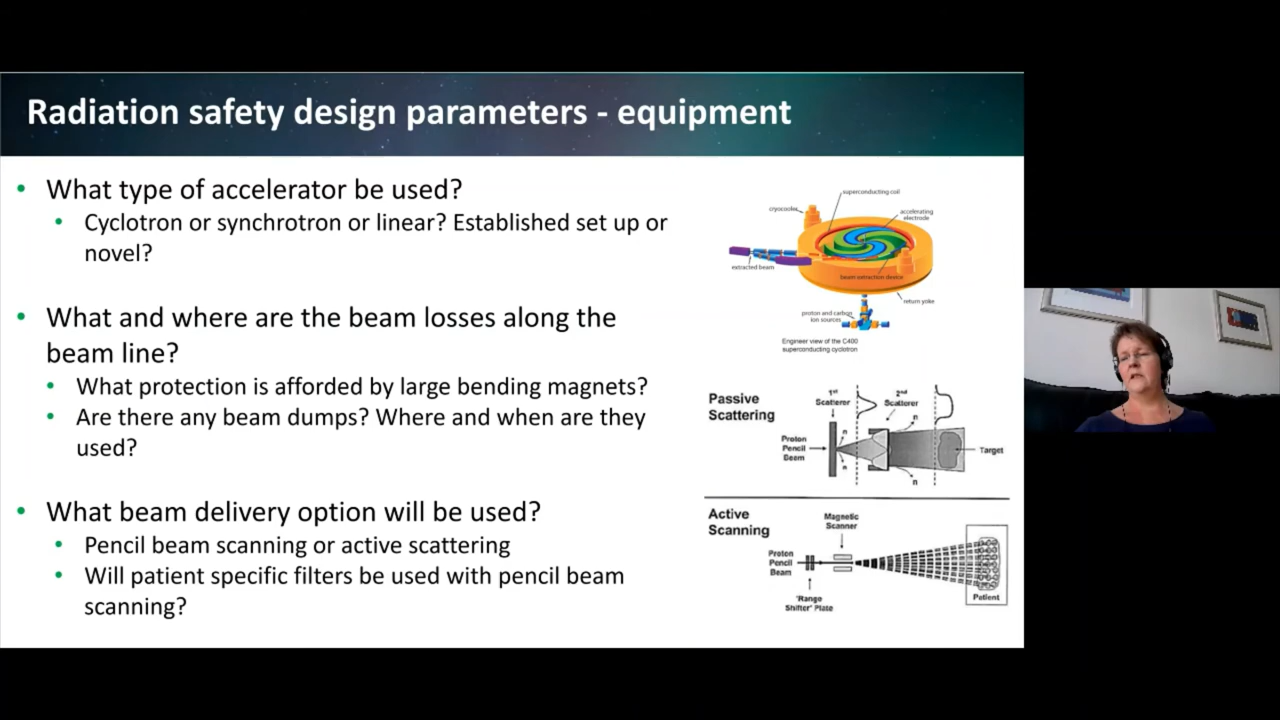 Radiation safety design parameters - equipment
• What type of accelerator be used?
• Cyclotron or synchrotron or linear? Established set up or
novel?
• What and where are the beam losses along the
beam line?
• What protection is afforded by large bending magnets?
• Are there any beam dumps? Where and when are they
used?
• What beam delivery option will be used?
• Pencil beam scanning or active scattering
• Will patient specific filters be used with pencil beam
scanning?
superconducting coil
cryocooler
accelerating
electrode
extracted beam
beam extraction device
return yoke
proton and carbon
ion sources
Engineer view of the C400
superconducting cyclotron
Passive
Scattering
1st
Scatterer
2nd
Scatterer
Proton
Pencil
Beam
n
n
n
n
Target
Active
Scanning
Magnetic
Scanner
Proton
Pencil
Beam
'Range
Shifter' Plate
Patient